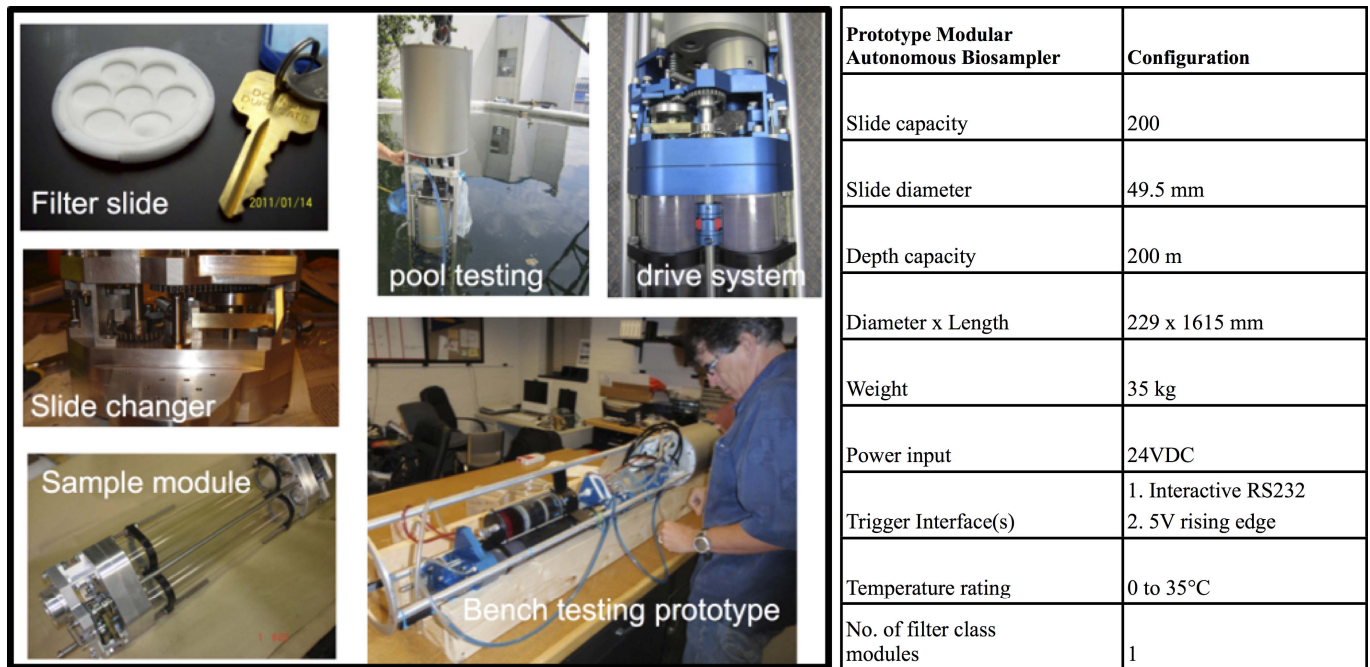 Filter slide
2011/01/14
pool testing
drive system
Slide changer
Sample module
Bench testing prototype
Prototype Modular
Autonomous Biosampler
Configuration
Slide capacity
200
Slide diameter
49.5 mm
Depth capacity
200 m
Diameter x Length
229 x 1615 mm
Weight
35 kg
Power input
24VDC
Trigger Interface(s)
1. Interactive RS232
2. 5V rising edge
Temperature rating
0 to 35°C
No. of filter class
modules
1